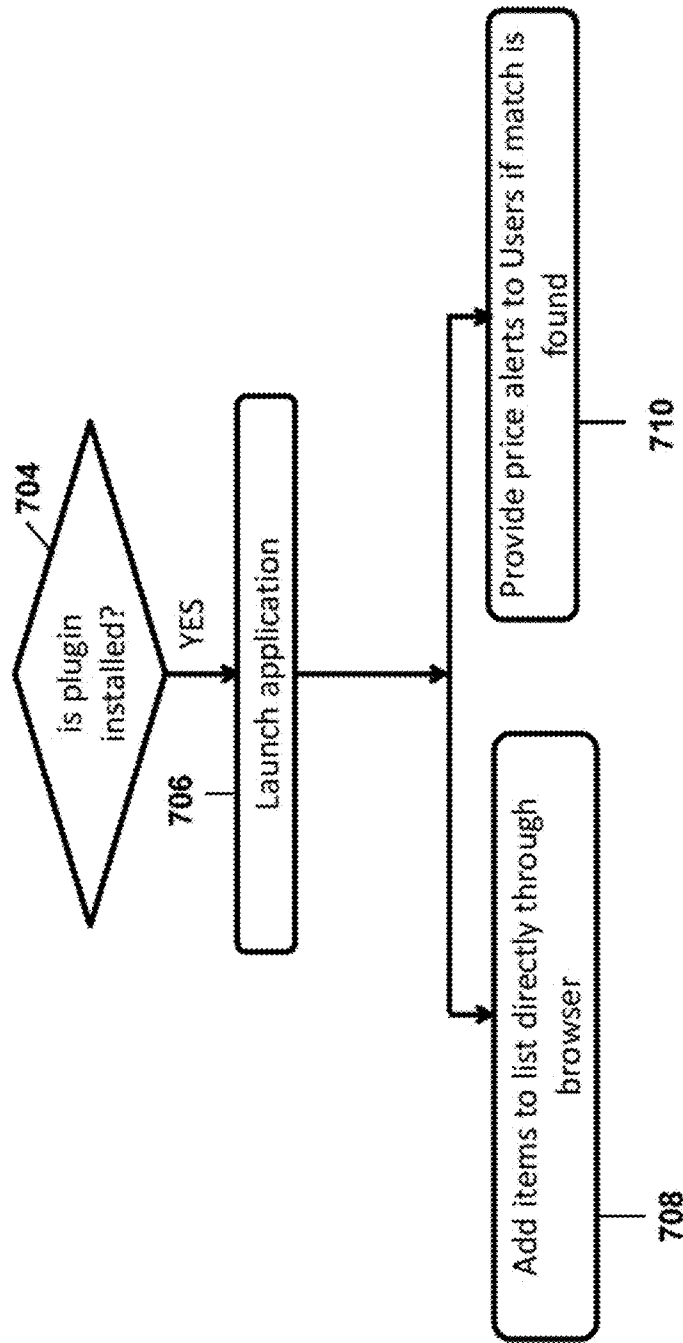 704
is plugin
installed?
YES
706
Launch application
Add items to list directly through
browser
708
Provide price alerts to Users if match is
found
710